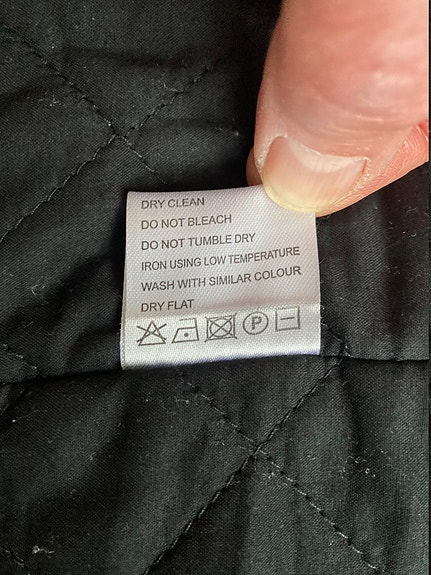 DRY CLEAN
DO NOT BLEACH
DO NOT TUMBLE DRY
IRON USING LOW TEMPERATURE
WASH WITH SIMILAR COLOUR
DRY FLAT
P